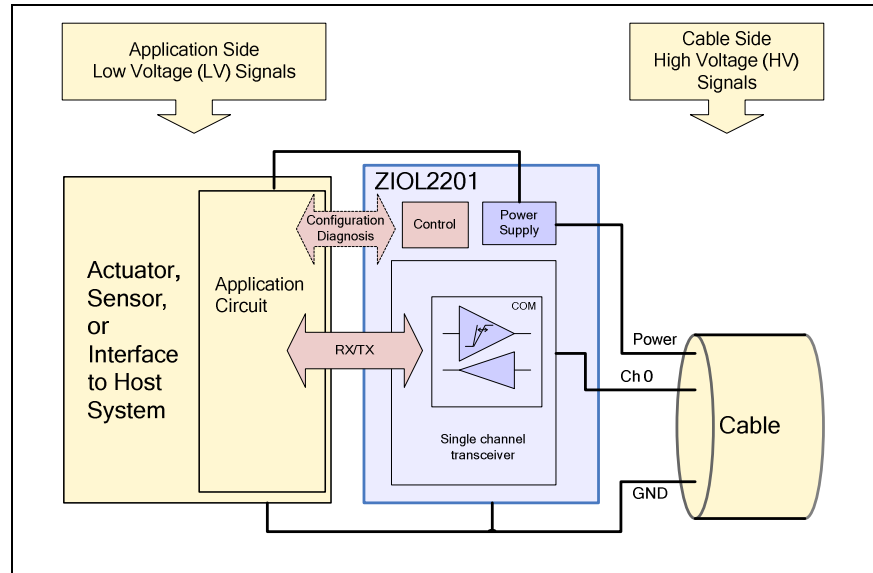 Application Side
Low Voltage (LV) Signals
Cable Side
High Voltage (HV)
Signals
ZIOL2201
Configuration
Diagnosis
Control
Power
Supply
Actuator,
Sensor,
or
Interface
to Host
System
Application
Circuit
COM
RX/TX
Single channel
transceiver
Power
Ch 0
GND
Cable